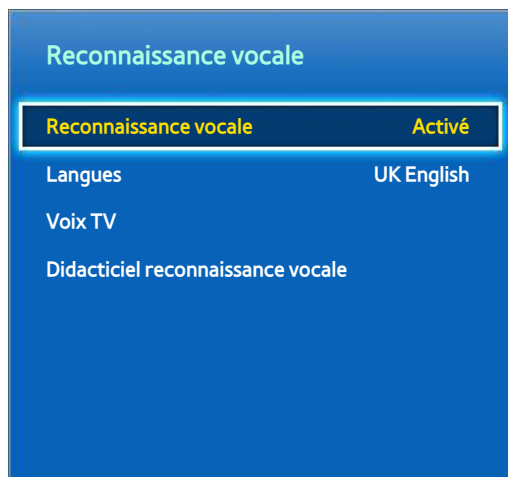 Reconnaissance vocale
Reconnaissance vocale Activé
Langues UK English
Voix TV
Didacticiel reconnaissance vocale